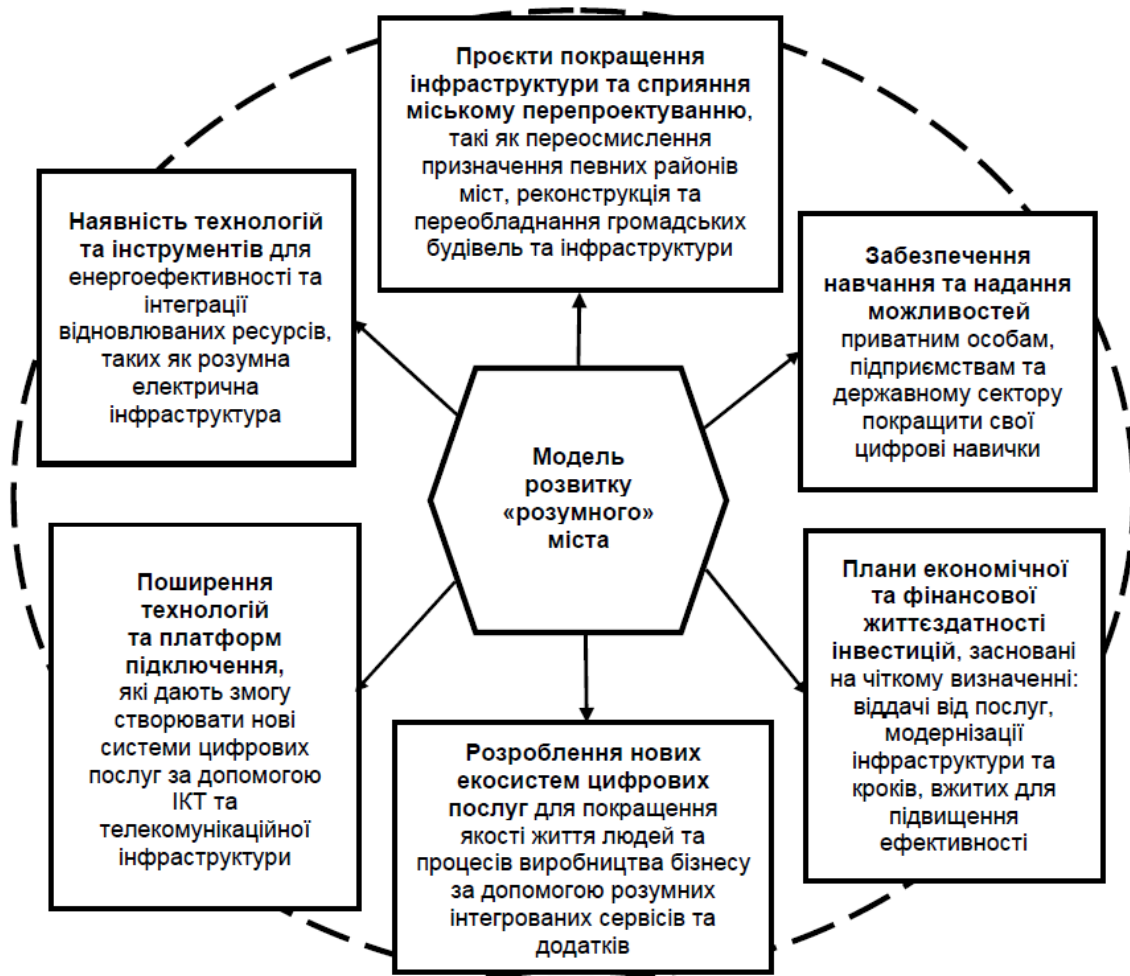 Проєкти покращення
інфраструктури та сприяння
міському перепроектуванню,
такі як переосмислення
призначення певних районів
міст, реконструкція та
переобладнання громадських
будівель та інфраструктури
Наявність технологій
та інструментів для
енергоефективності та
інтеграції
відновлюваних ресурсів,
таких як розумна
електрична
інфраструктура
Забезпечення
навчання та надання
можливостей
приватним особам,
підприємствам та
державному сектору
покращити свої
цифрові навички
Модель
розвитку
«розумного»
міста
Поширення
технологій
та платформ
підключення,
які дають змогу
створювати нові
системи цифрових
послуг за допомогою
ІКТ та
телекомунікаційної
інфраструктури
Плани економічної
та фінансової
життєздатності
інвестицій, засновані
на чіткому визначенні:
віддачі від послуг,
модернізації
інфраструктури та
кроків, вжитих для
підвищення
ефективності
Розроблення нових
екосистем цифрових
послуг для покращення
якості життя людей та
процесів виробництва бізнесу
за допомогою розумних
інтегрованих сервісів та
додатків